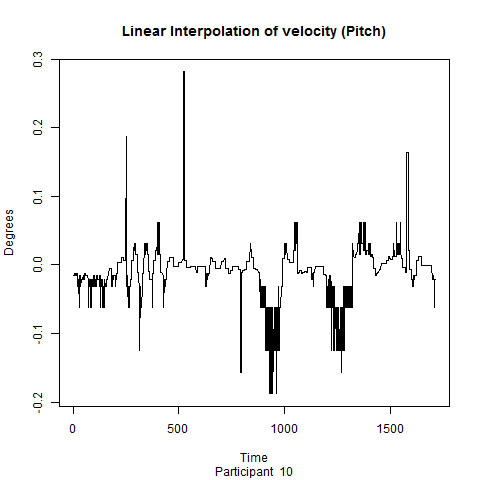 Linear Interpolation of velocity (Pitch)
0.3
0.2
0.1
0.0
-0.1
-0.2
Degrees
0 500 1000 1500
Time
Participant 10